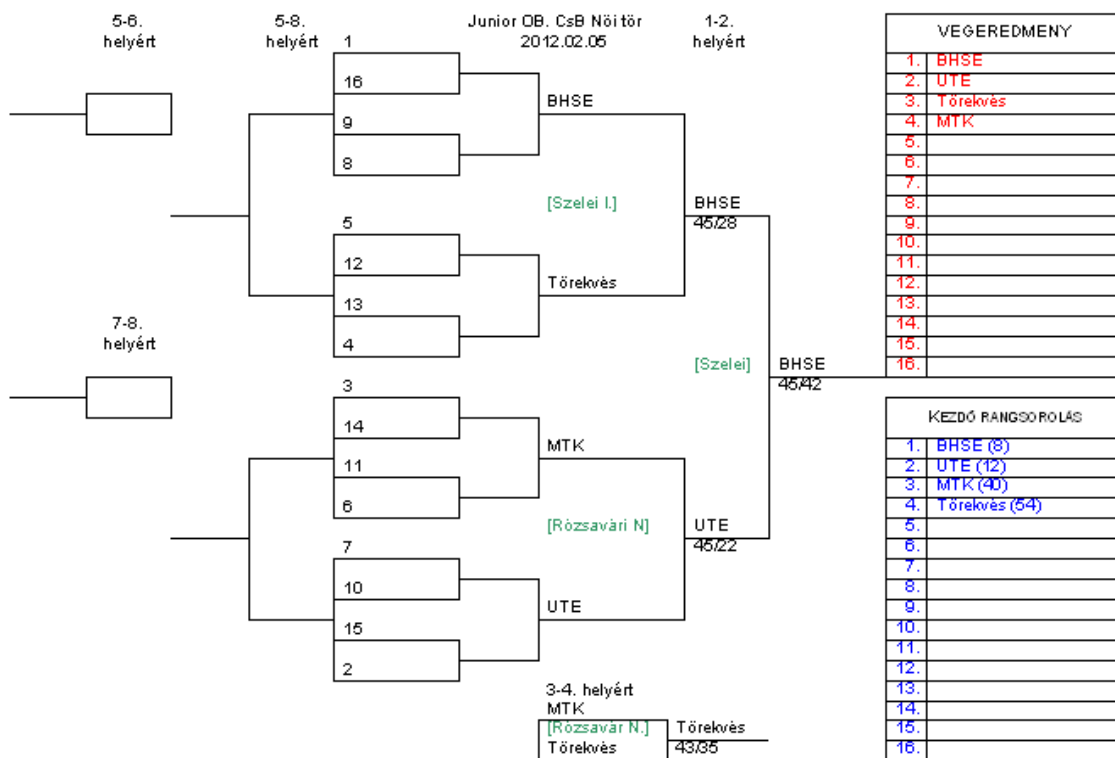 5-6.
helyért
5-8.
helyért
Junior OB. CsB Női tőr
2012.02.05
1-2.
helyért
1
16
BHSE
9
8
[Szelei I.]
BHSE
45/28
5
12
Törekvés
13
4
7-8.
helyért
[Szelei]
BHSE
45/42
3
14
MTK
11
6
[Rózsavári N]
UTE
45/22
7
10
UTE
15
2
3-4. helyért
MTK
[Rózsavár N.]
Törekvés
Törekvés
43/35
VÉGEREDMÉNY
1. BHSE
2. UTE
3. Törekvés
4. MTK
5.
6.
7.
8.
9.
10.
11.
12.
13.
14.
15.
16.
KEZDŐ RANGSOROLÁS
1. BHSE (8)
2. UTE (12)
3. MTK (40)
4. Törekvés (54)
5.
6.
7.
8.
9.
10.
11.
12.
13.
14.
15.
16.